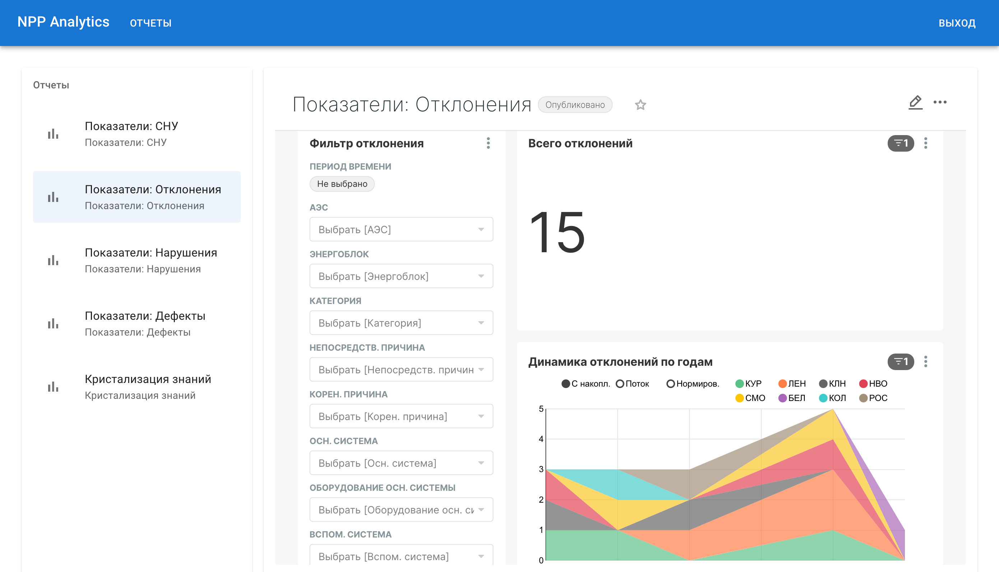 NPP Analytics
ОТЧЕТЫ
ВЫХОД
Отчеты
Показатели: СНУ
Показатели: СНУ
Показатели: Отклонения
Показатели: Отклонения
Показатели: Нарушения
Показатели: Нарушения
Показатели: Дефекты
Показатели: Дефекты
Кристализация знаний
Кристализация знаний
Показатели: Отклонения
Опубликовано
Фильтр отклонения
ПЕРИОД ВРЕМЕНИ
Не выбрано
АЭС
Выбрать [АЭС]
ЭНЕРГОБЛОК
Выбрать [Энергоблок]
КАТЕГОРИЯ
Выбрать [Категория]
НЕПОСРЕДСТВ. ПРИЧИНА
Выбрать [Непосредств. причин
КОРЕН. ПРИЧИНА
Выбрать [Корен. причина]
ОСН. СИСТЕМА
Выбрать [Осн. система]
ОБОРУДОВАНИЕ ОСН. СИСТЕМЫ
Выбрать [Оборудование осн. си
ВСПОМ. СИСТЕМА
Выбрать [Вспом. система]
Всего отклонений
1
15
Динамика отклонений по годам
1
С накопл. Поток Нормиров. КУР ЛЕН КЛН НВО
СМО БЕЛ КОЛ РОС
5
4
3
2
1
0